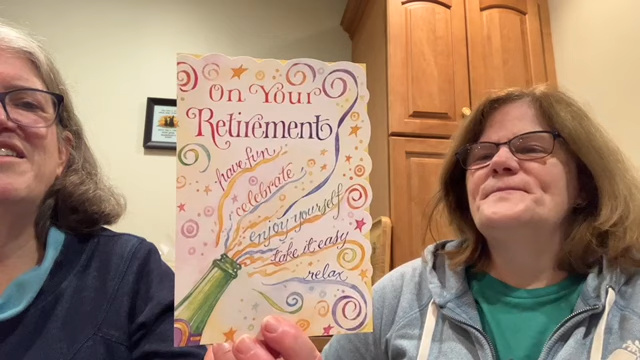 On Your
Retirement
have fun
celebrate
enjoy yourself
take it easy
relax